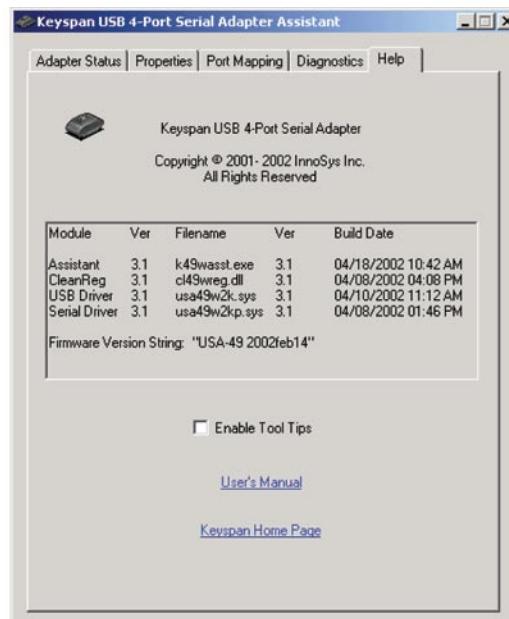 Keyspan USB 4-Port Serial Adapter Assistant
Adapter Status Properties Port Mapping Diagnostics Help
Keyspan USB 4-Port Serial Adapter
Copyright © 2001- 2002 InnoSys Inc.
All Rights Reserved
Module Ver Filename Ver Build Date
Assistant 3.1 k49wasst.exe 3.1 04/18/2002 10:42 AM
CleanReg 3.1 cl49wreg.dll 3.1 04/08/2002 04:08 PM
USB Driver 3.1 usa49w2k.sys 3.1 04/10/2002 11:12 AM
Serial Driver 3.1 usa49w2kp.sys 3.1 04/08/2002 01:46 PM
Firmware Version String: "USA-49 2002feb14"
Enable Tool Tips
User's Manual
Keyspan Home Page